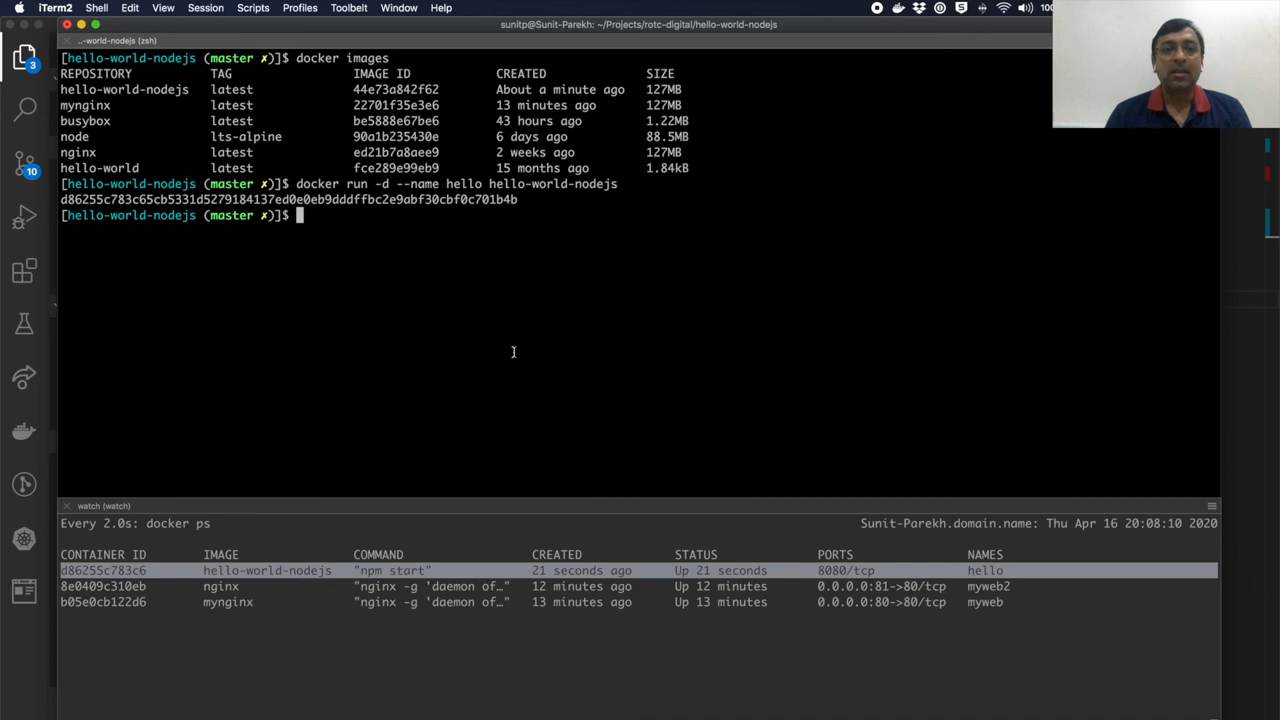 iTerm2 Shell Edit View Session Scripts Profiles Toolbelt Window Help
sunitp@Sunit-Parekh: ~/Projects/rotc-digital/hello-world-nodejs
..-world-nodejs (zsh)
[hello-world-nodejs (master ✗)]$ docker images
REPOSITORY TAG IMAGE ID CREATED SIZE
hello-world-nodejs latest 44e73a842f62 About a minute ago 127MB
mynginx latest 22701f35e3e6 13 minutes ago 127MB
busybox latest be5888e67be6 43 hours ago 1.22MB
node lts-alpine 90a1b235430e 6 days ago 88.5MB
nginx latest ed21b7a8aee9 2 weeks ago 127MB
hello-world latest fce289e99eb9 15 months ago 1.84kB
[hello-world-nodejs (master ✗)]$ docker run -d --name hello hello-world-nodejs
d86255c783c65cb5331d5279184137ed0e0eb9dddffbc2e9abf30cbf0c701b4b
[hello-world-nodejs (master ✗)]$
3
10
watch (watch)
Every 2.0s: docker ps Sunit-Parekh.domain.name: Thu Apr 16 20:08:10 2020
CONTAINER ID IMAGE COMMAND CREATED STATUS PORTS NAMES
d86255c783c6 hello-world-nodejs "npm start" 21 seconds ago Up 21 seconds 8080/tcp hello
8e0409c310eb nginx "nginx -g 'daemon of…" 12 minutes ago Up 12 minutes 0.0.0.0:81->80/tcp myweb2
b05e0cb122d6 mynginx "nginx -g 'daemon of…" 13 minutes ago Up 13 minutes 0.0.0.0:80->80/tcp myweb